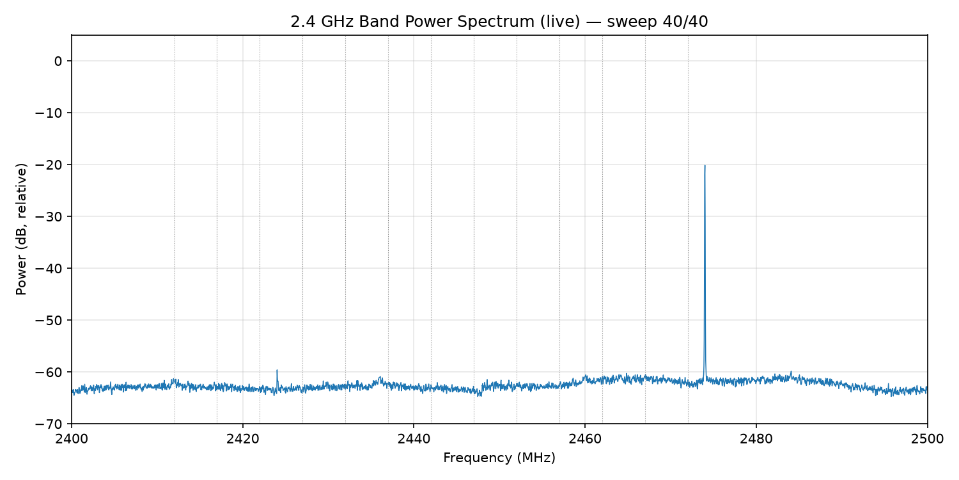 2.4 GHz Band Power Spectrum (live) — sweep 40/40
0
−10
−20
−30
−40
−50
−60
−70
Power (dB, relative)
2400 2420 2440 2460 2480 2500
Frequency (MHz)